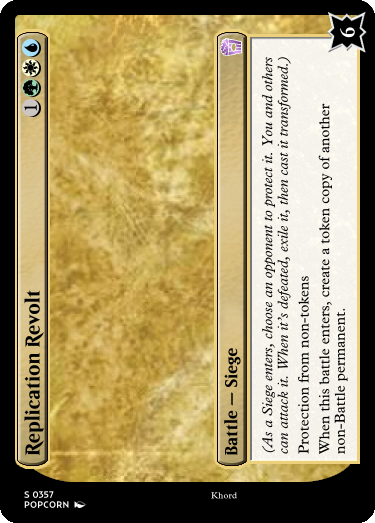 Replication Revolt
1
Battle — Siege
(As a Siege enters, choose an opponent to protect it. You and others
can attack it. When it's defeated, exile it, then cast it transformed.)
Protection from non-tokens
When this battle enters, create a token copy of another
non-Battle permanent.
6
S 0357
POPCORN
Khord